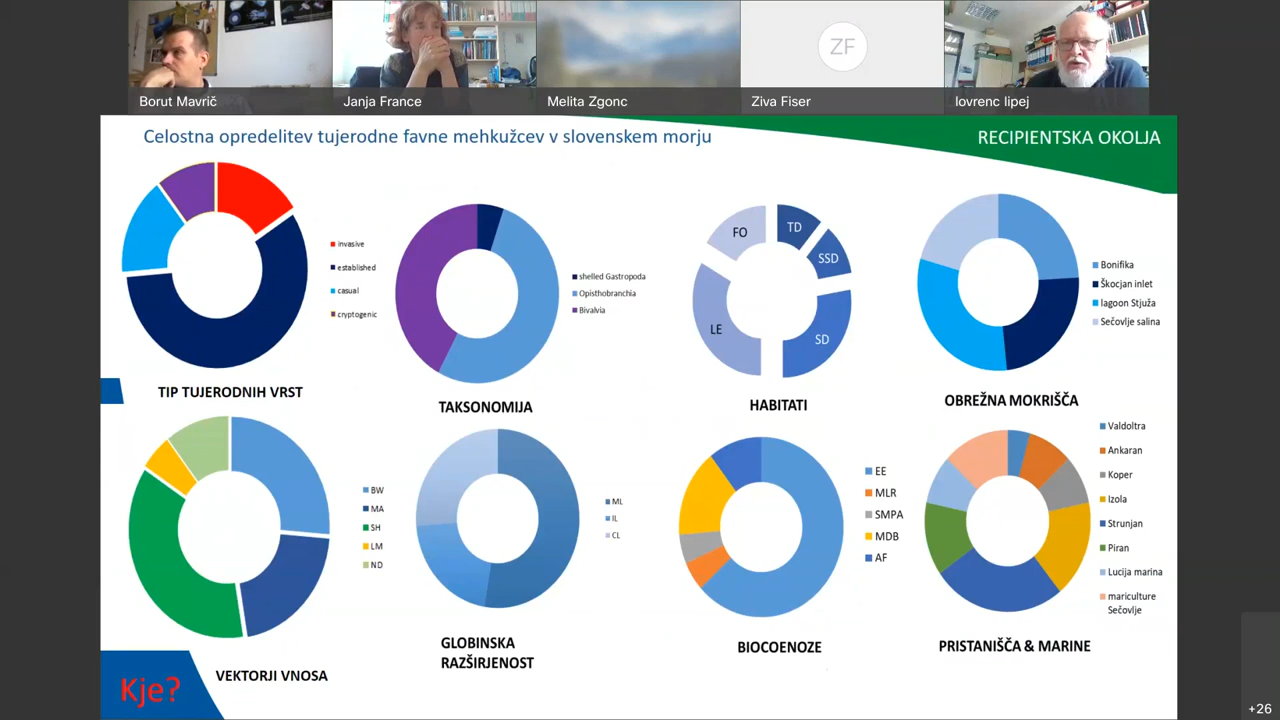 ZF
Borut Mavrič
Janja France
Melita Zgonc
Ziva Fiser
lovrenc lipej
Celostna opredelitev tujerodne favne mehkužcev v slovenskem morju
RECIPIENTSKA OKOLJA
invasive
established
casual
cryptogenic
TIP TUJERODNIH VRST
shelled Gastropoda
Opisthobranchia
Bivalvia
TAKSONOMIJA
FO
TD
SSD
SD
LE
HABITATI
Bonifika
Škocjan inlet
lagoon Stjuža
Sečovlje salina
OBREŽNA MOKRIŠČA
BW
MA
SH
LM
ND
VEKTORJI VNOSA
ML
IL
CL
GLOBINSKA
RAZŠIRJENOST
EE
MLR
SMPA
MDB
AF
BIOCOENOZE
Valdoltra
Ankaran
Koper
Izola
Strunjan
Piran
Lucija marina
mariculture
Sečovlje
PRISTANIŠČA & MARINE
Kje?
+26